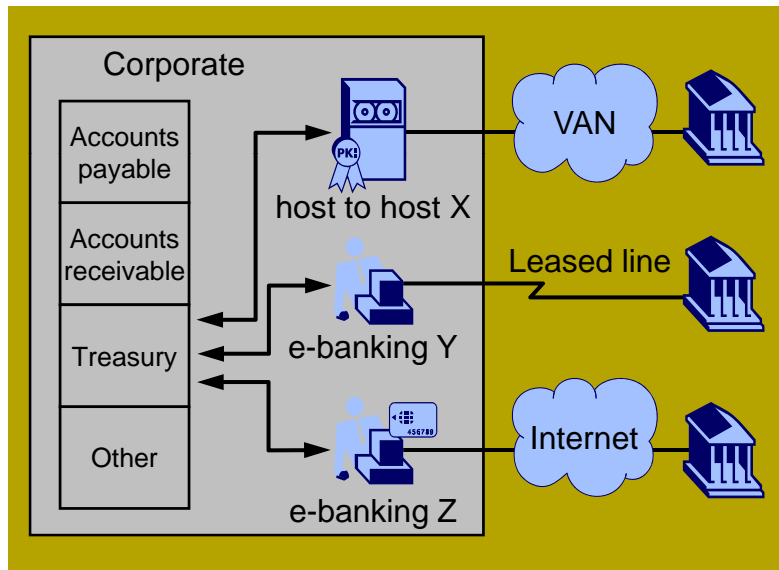 Corporate
Accounts
payable
Accounts
receivable
Treasury
Other
PKI
host to host X
e-banking Y
456789
e-banking Z
VAN
Leased line
Internet